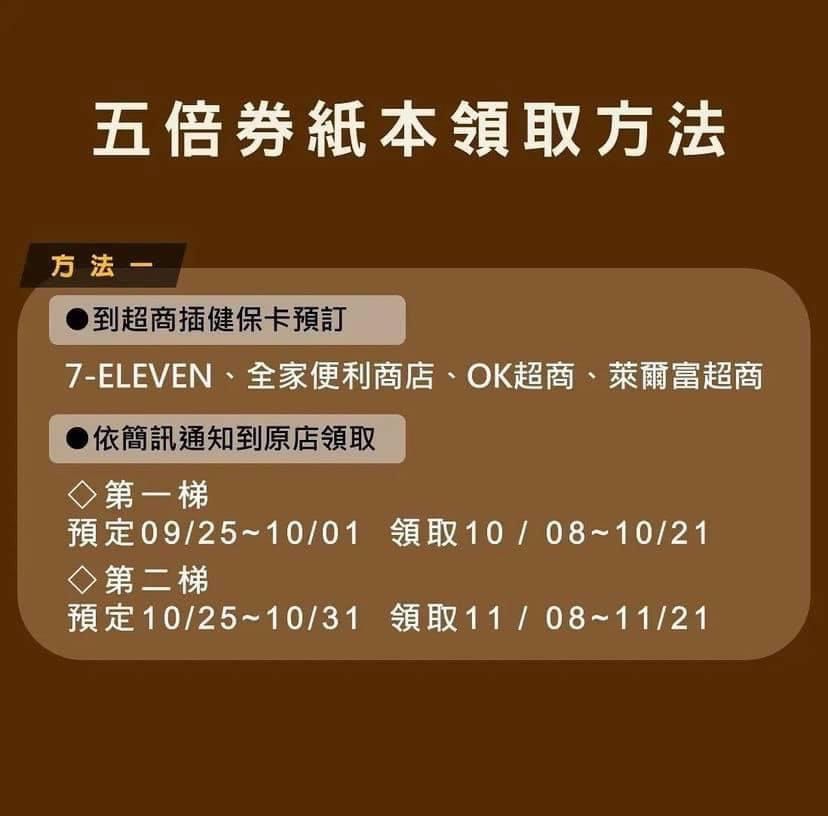 五倍券紙本領取方法
方法一
●到超商插健保卡預訂
7-ELEVEN、全家便利商店、OK超商、萊爾富超商
●依簡訊通知到原店領取
◇第一梯
預定09/25~10/01 領取10 / 08~10/21
◇第二梯
預定10/25~10/31 領取11 / 08~11/21